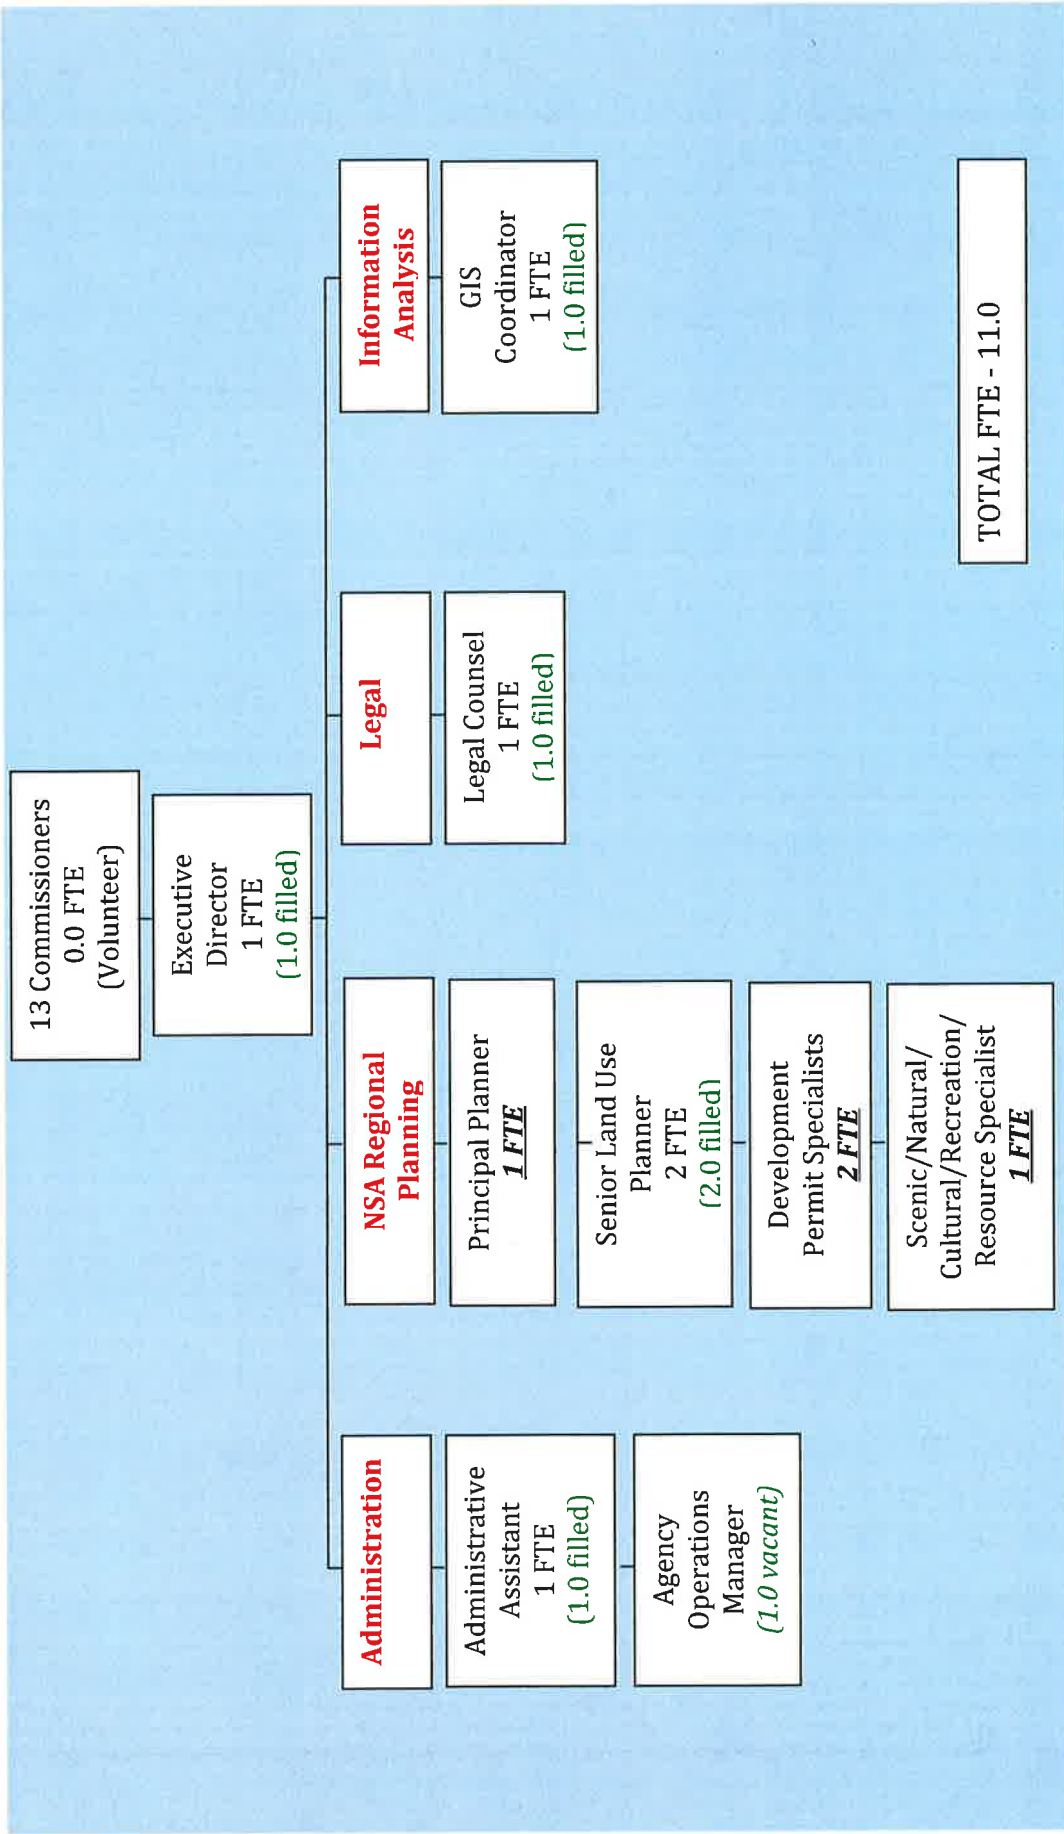 13 Commissioners
0.0 FTE
(Volunteer)
Executive
Director
1 FTE
(1.0 filled)
Administration
Administrative
Assistant
1 FTE
(1.0 filled)
Agency
Operations
Manager
(1.0 vacant)
NSA Regional
Planning
Principal Planner
1 FTE
Senior Land Use
Planner
2 FTE
(2.0 filled)
Development
Permit Specialists
2 FTE
Scenic/Natural/
Cultural/Recreation/
Resource Specialist
1 FTE
Legal
Legal Counsel
1 FTE
(1.0 filled)
Information
Analysis
GIS
Coordinator
1 FTE
(1.0 filled)
TOTAL FTE - 11.0